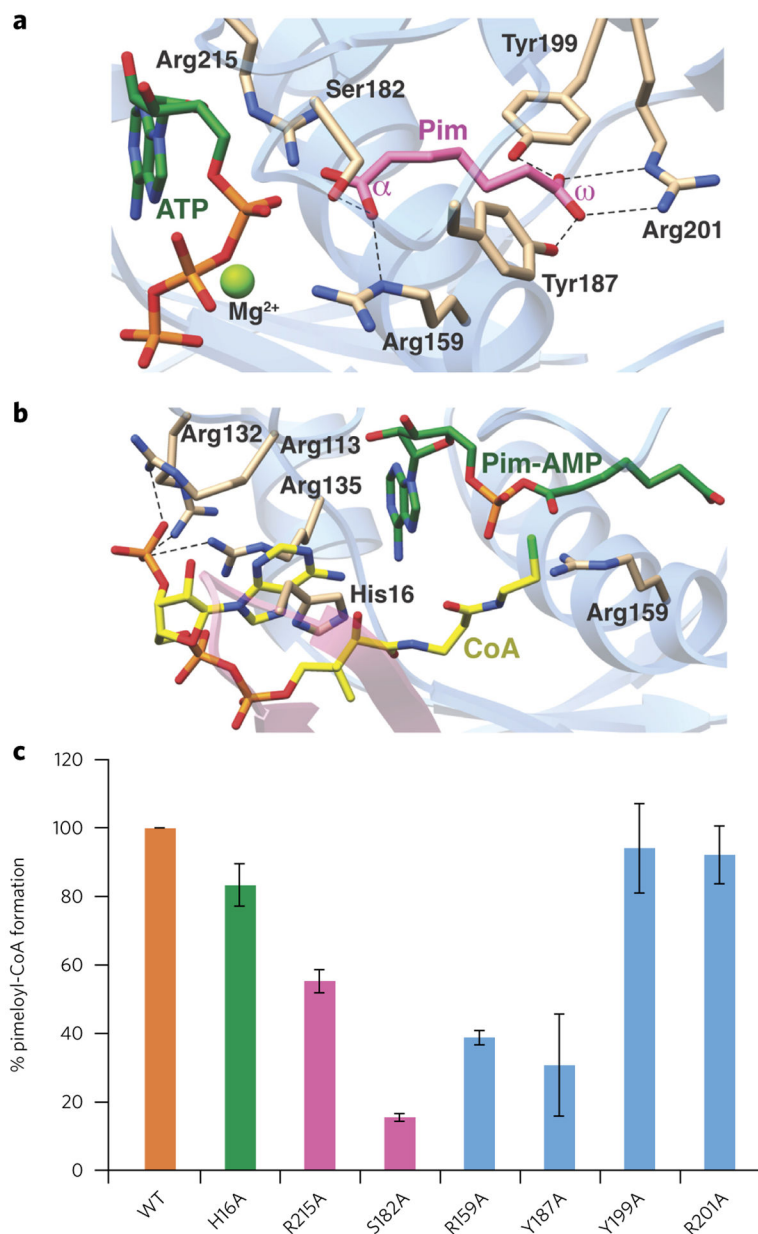 a
Arg215
Ser182
Tyr199
Pim
α
ω
ATP
Arg201
Tyr187
Mg2+
Arg159
b
Arg132
Arg113
Pim-AMP
Arg135
His16
Arg159
CoA
c
120
100
80
60
40
20
0
% pimeloyl-CoA formation
WT
H16A
R215A
S182A
R159A
Y187A
Y199A
R201A